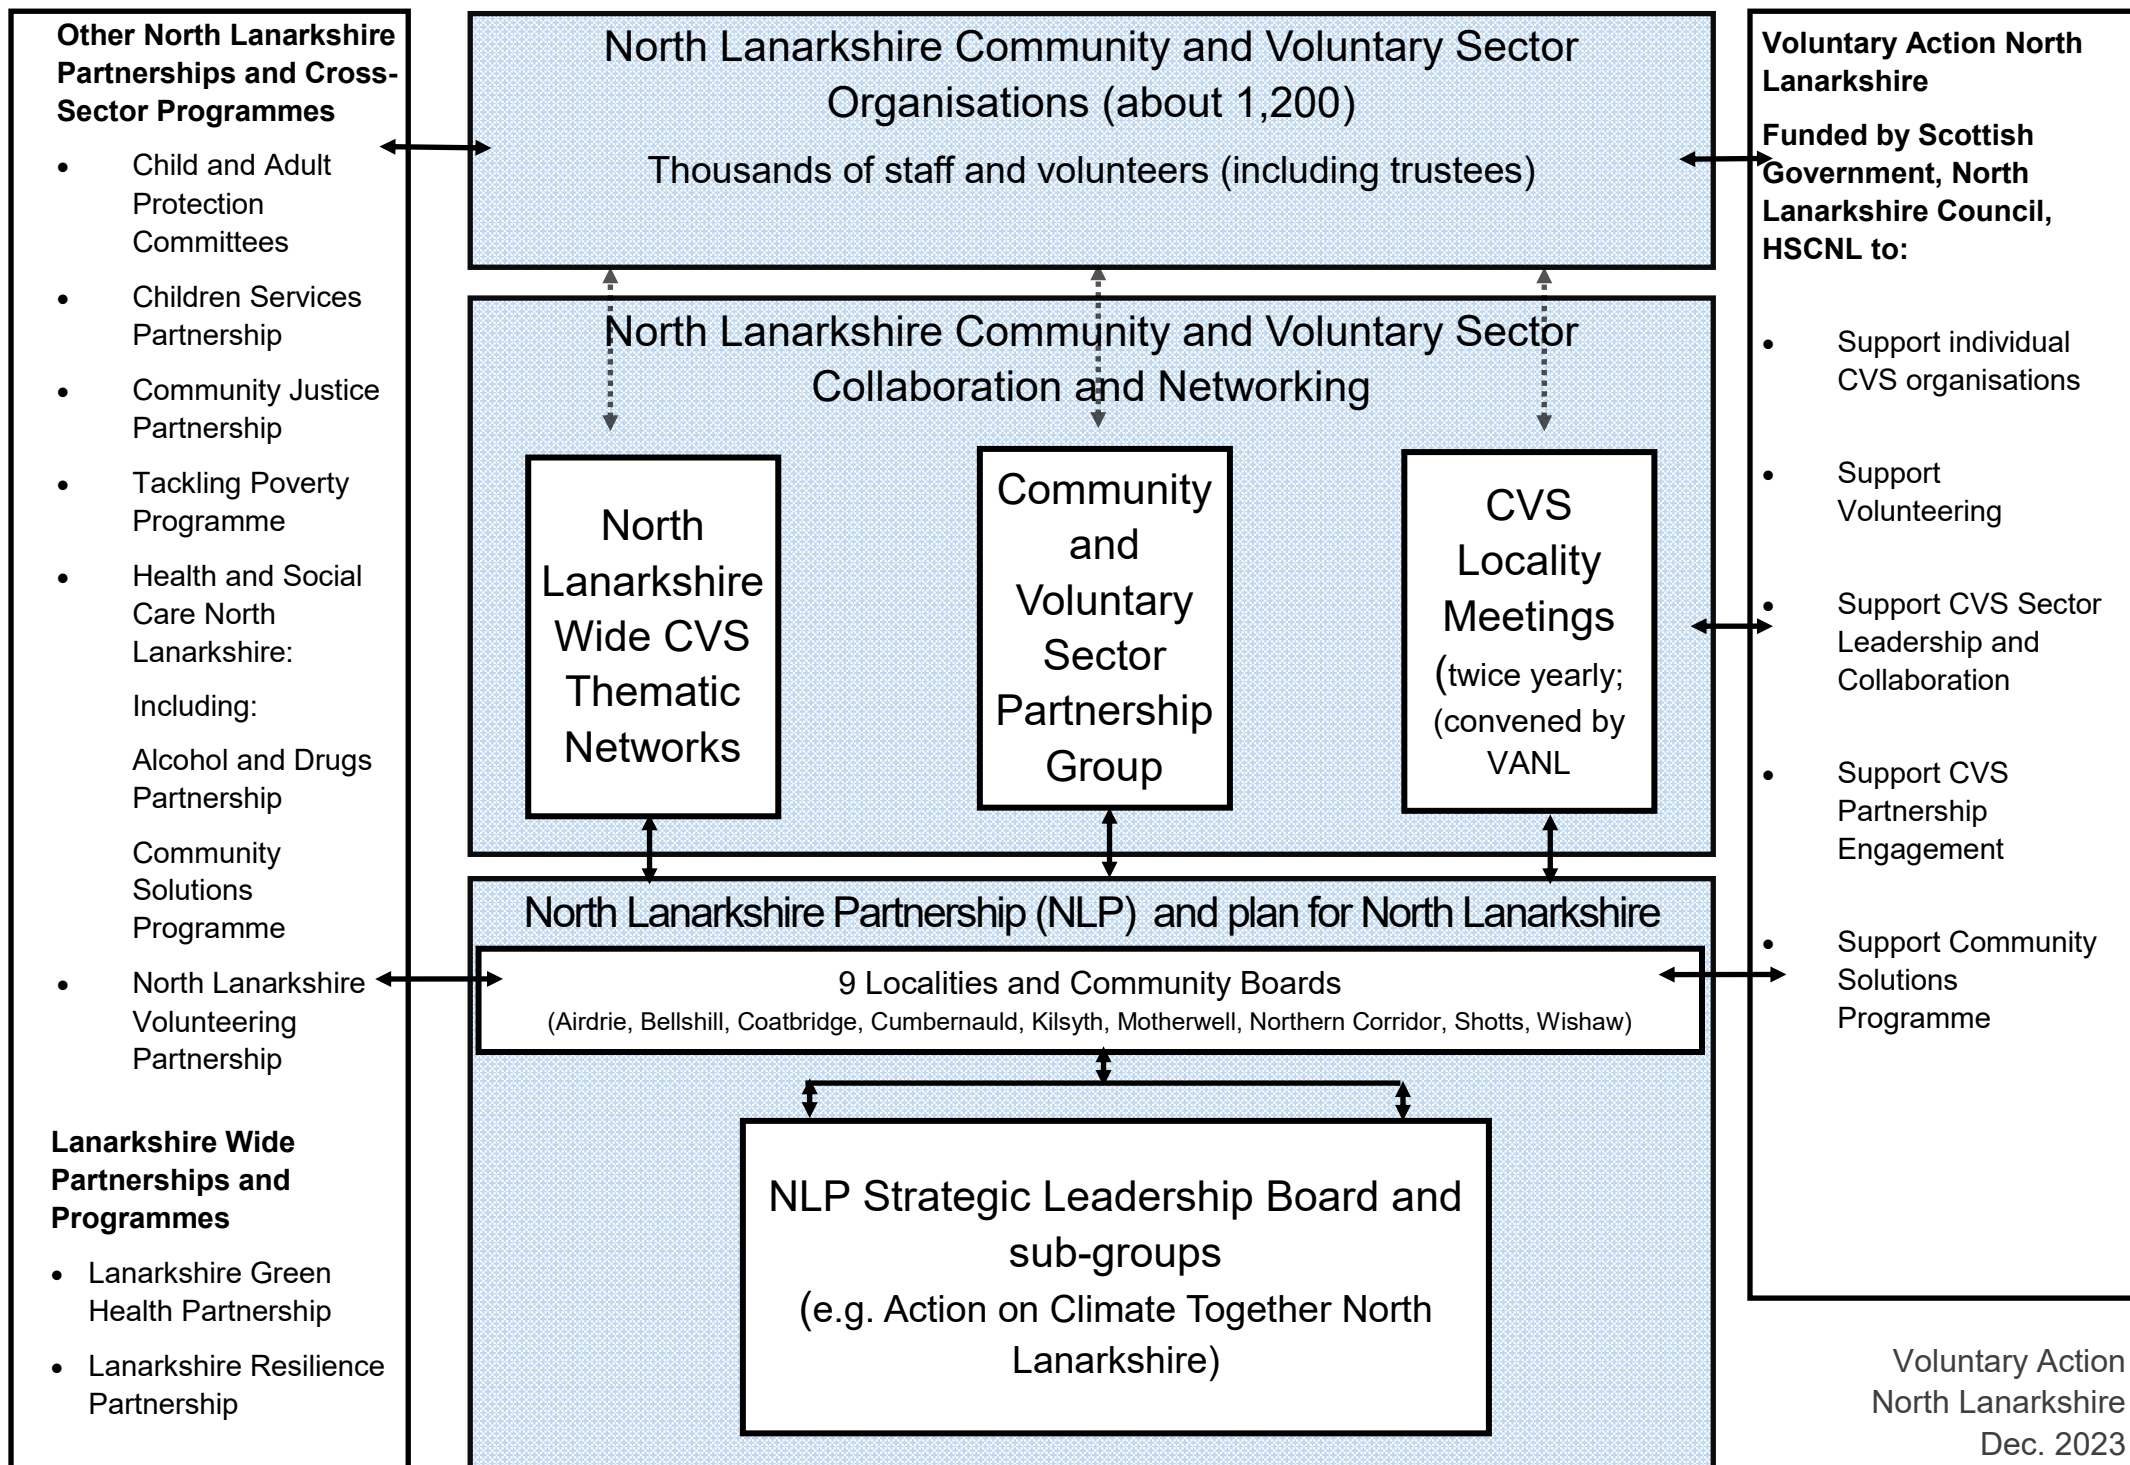 Other North Lanarkshire
Partnerships and Cross-
Sector Programmes
• Child and Adult
Protection
Committees
• Children Services
Partnership
• Community Justice
Partnership
• Tackling Poverty
Programme
• Health and Social
Care North
Lanarkshire:
Including:
Alcohol and Drugs
Partnership
Community
Solutions
Programme
• North Lanarkshire
Volunteering
Partnership
Lanarkshire Wide
Partnerships and
Programmes
• Lanarkshire Green
Health Partnership
• Lanarkshire Resilience
Partnership
North Lanarkshire Community and Voluntary Sector
Organisations (about 1,200)
Thousands of staff and volunteers (including trustees)
North Lanarkshire Community and Voluntary Sector
Collaboration and Networking
North
Lanarkshire
Wide CVS
Thematic
Networks
Community
and
Voluntary
Sector
Partnership
Group
CVS
Locality
Meetings
(twice yearly;
(convened by
VANL
North Lanarkshire Partnership (NLP) and plan for North Lanarkshire
9 Localities and Community Boards
(Airdrie, Bellshill, Coatbridge, Cumbernauld, Kilsyth, Motherwell, Northern Corridor, Shotts, Wishaw)
NLP Strategic Leadership Board and
sub-groups
(e.g. Action on Climate Together North
Lanarkshire)
Voluntary Action North
Lanarkshire
Funded by Scottish
Government, North
Lanarkshire Council,
HSCNL to:
• Support individual
CVS organisations
• Support
Volunteering
• Support CVS Sector
Leadership and
Collaboration
• Support CVS
Partnership
Engagement
• Support Community
Solutions
Programme
Voluntary Action
North Lanarkshire
Dec. 2023